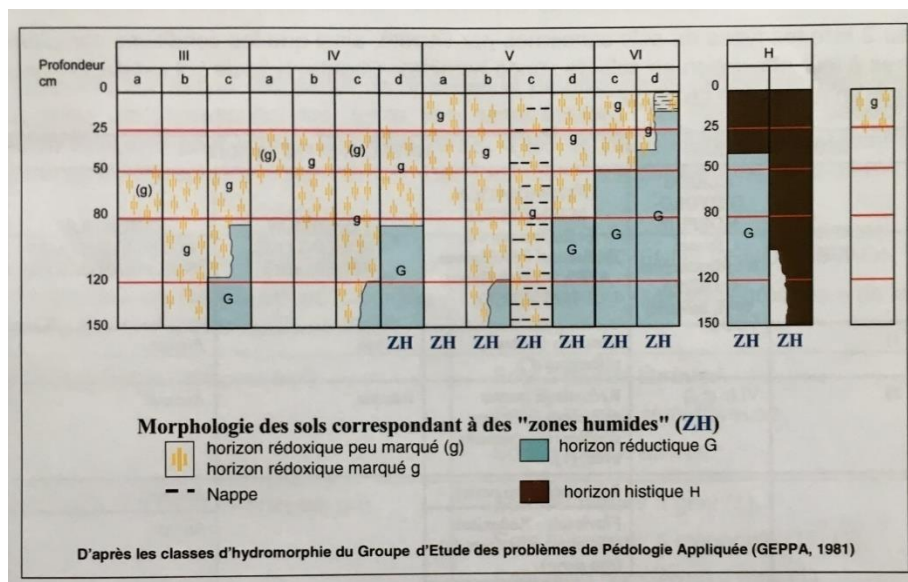 III IV V VI H
Profondeur
cm
a b c a b c d a b c d c d
0 0
25 25
50 50
80 80
120 120
150 150
(g) g g G
(g) g (g) g g G
g g g g G
g G g G
G
g
ZH ZH ZH ZH ZH ZH ZH ZH ZH
Morphologie des sols correspondant à des "zones humides" (ZH)
horizon rédoxique peu marqué (g) horizon réductique G
horizon rédoxique marqué g
Nappe horizon histique H
D'après les classes d'hydromorphie du Groupe d'Etude des problèmes de Pédologie Appliquée (GEPPA, 1981)